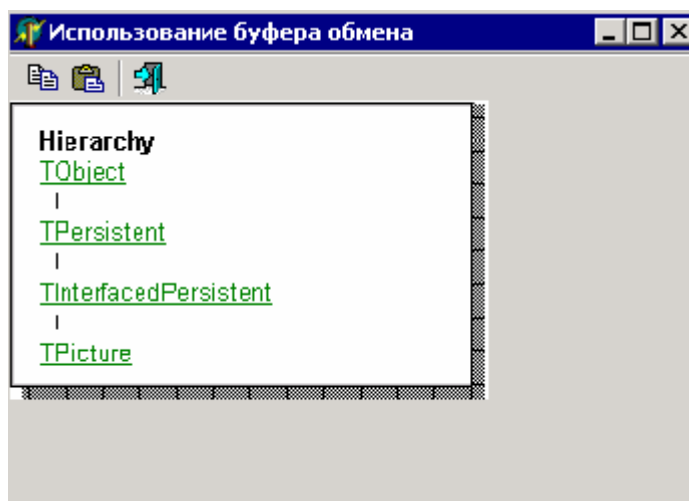 Использование буфера обмена
Hierarchy
TObject
|
TPersistent
|
TInterfacedPersistent
|
TPicture